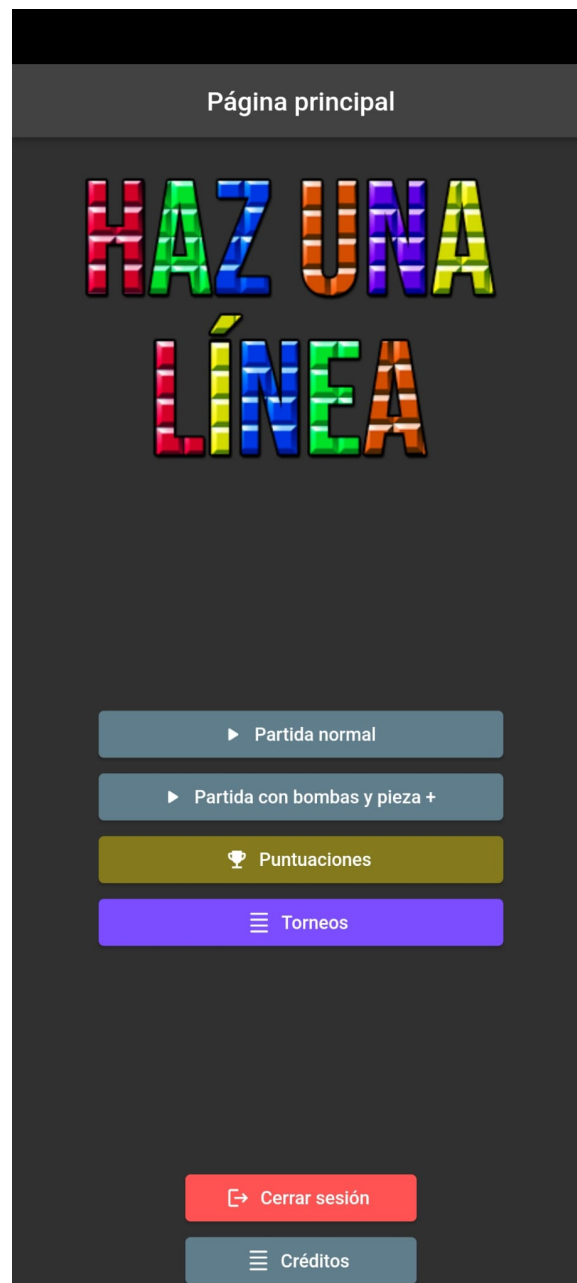 Página principal
HAZ UNA
LÍNEA
Partida normal
Partida con bombas y pieza +
Puntuaciones
Torneos
Cerrar sesión
Créditos